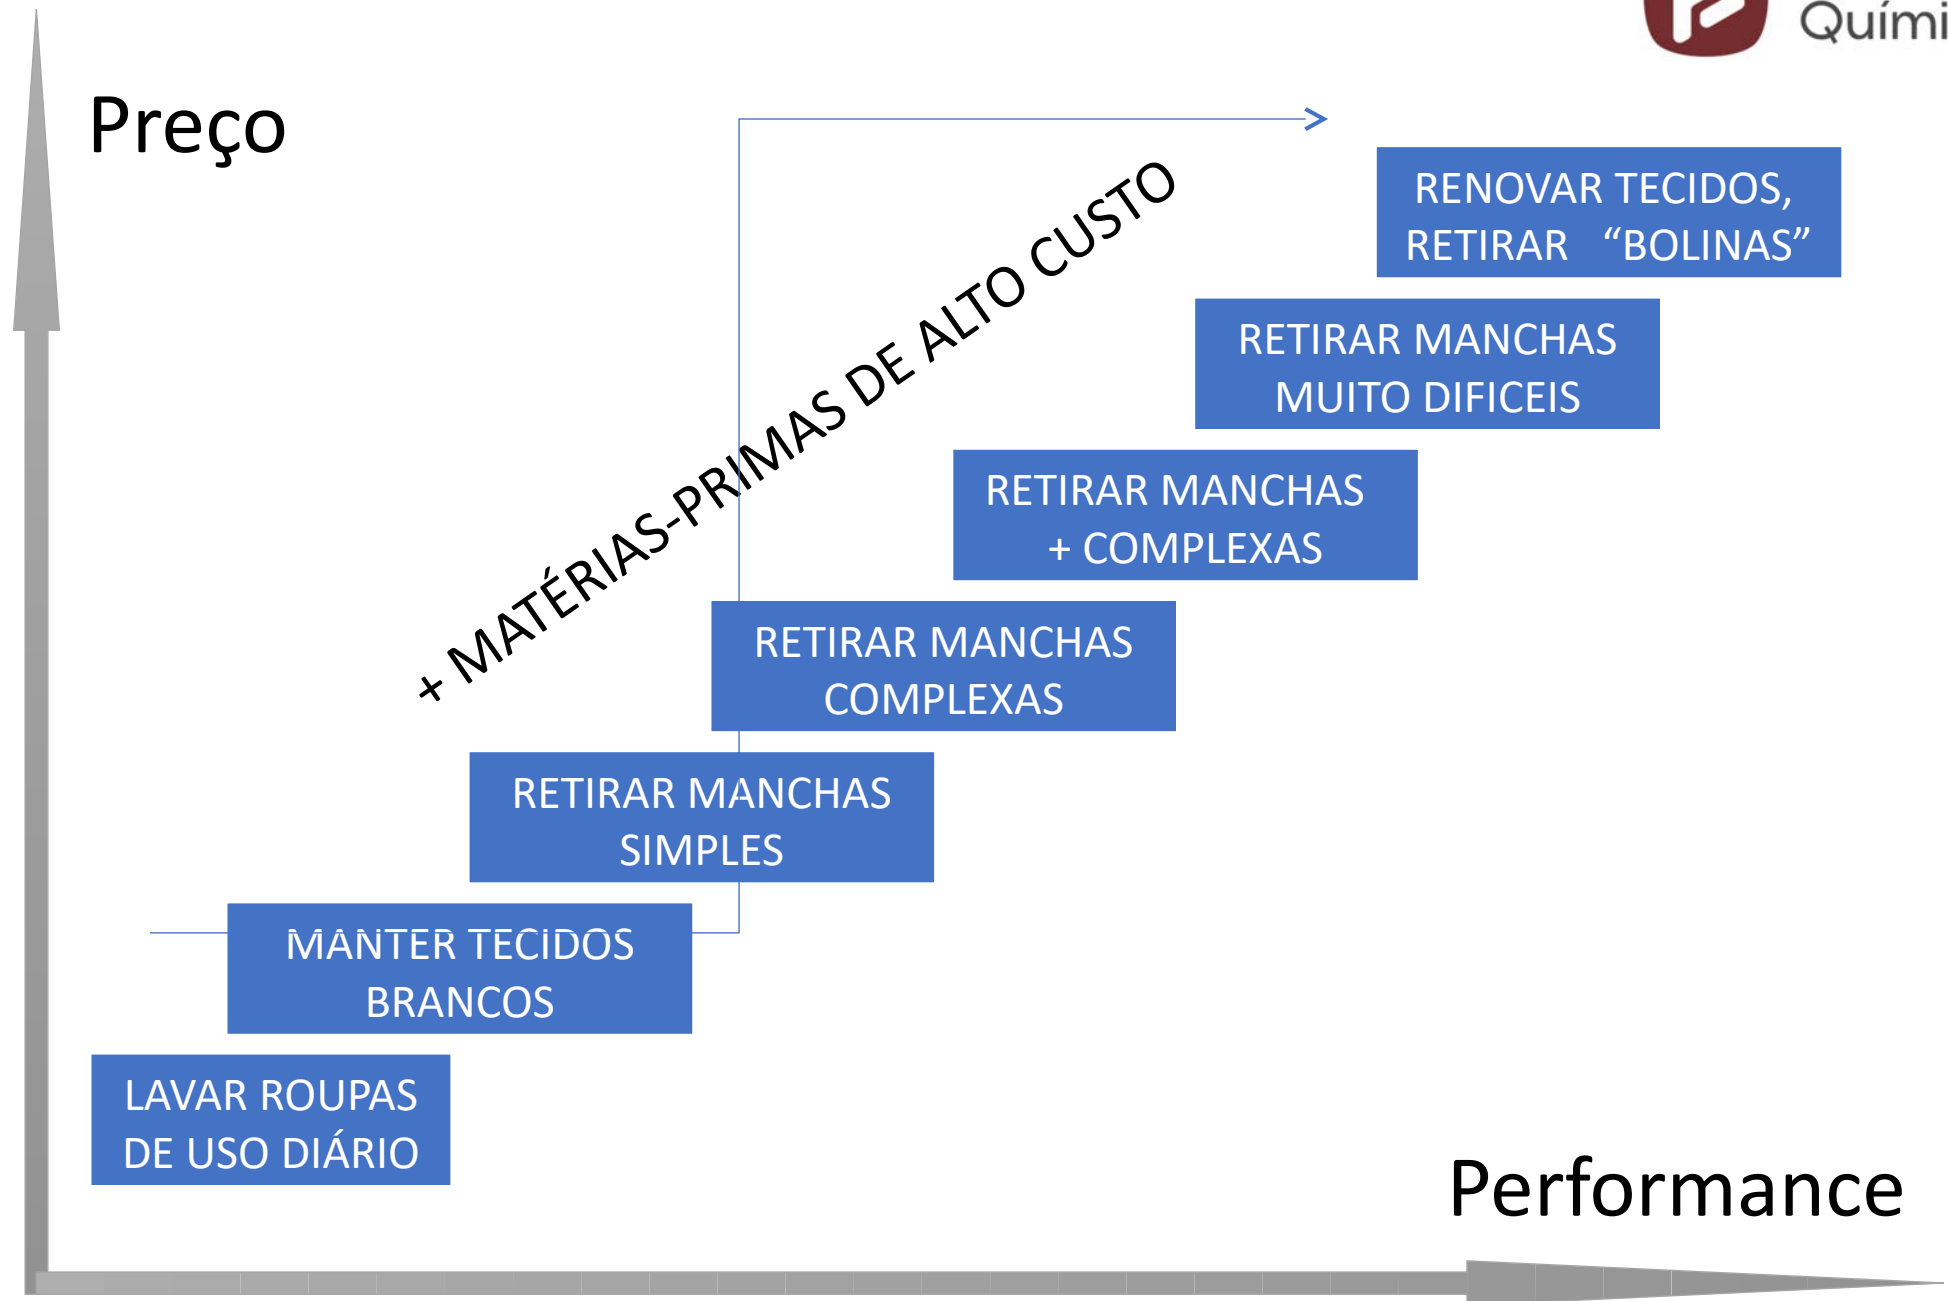 Quími
Preço
+ MATÉRIAS-PRIMAS DE ALTO CUSTO
RENOVAR TECIDOS,
RETIRAR “BOLINAS”
RETIRAR MANCHAS
MUITO DIFICEIS
RETIRAR MANCHAS
+ COMPLEXAS
RETIRAR MANCHAS
COMPLEXAS
RETIRAR MANCHAS
SIMPLES
MANTER TECIDOS
BRANCOS
LAVAR ROUPAS
DE USO DIÁRIO
Performance